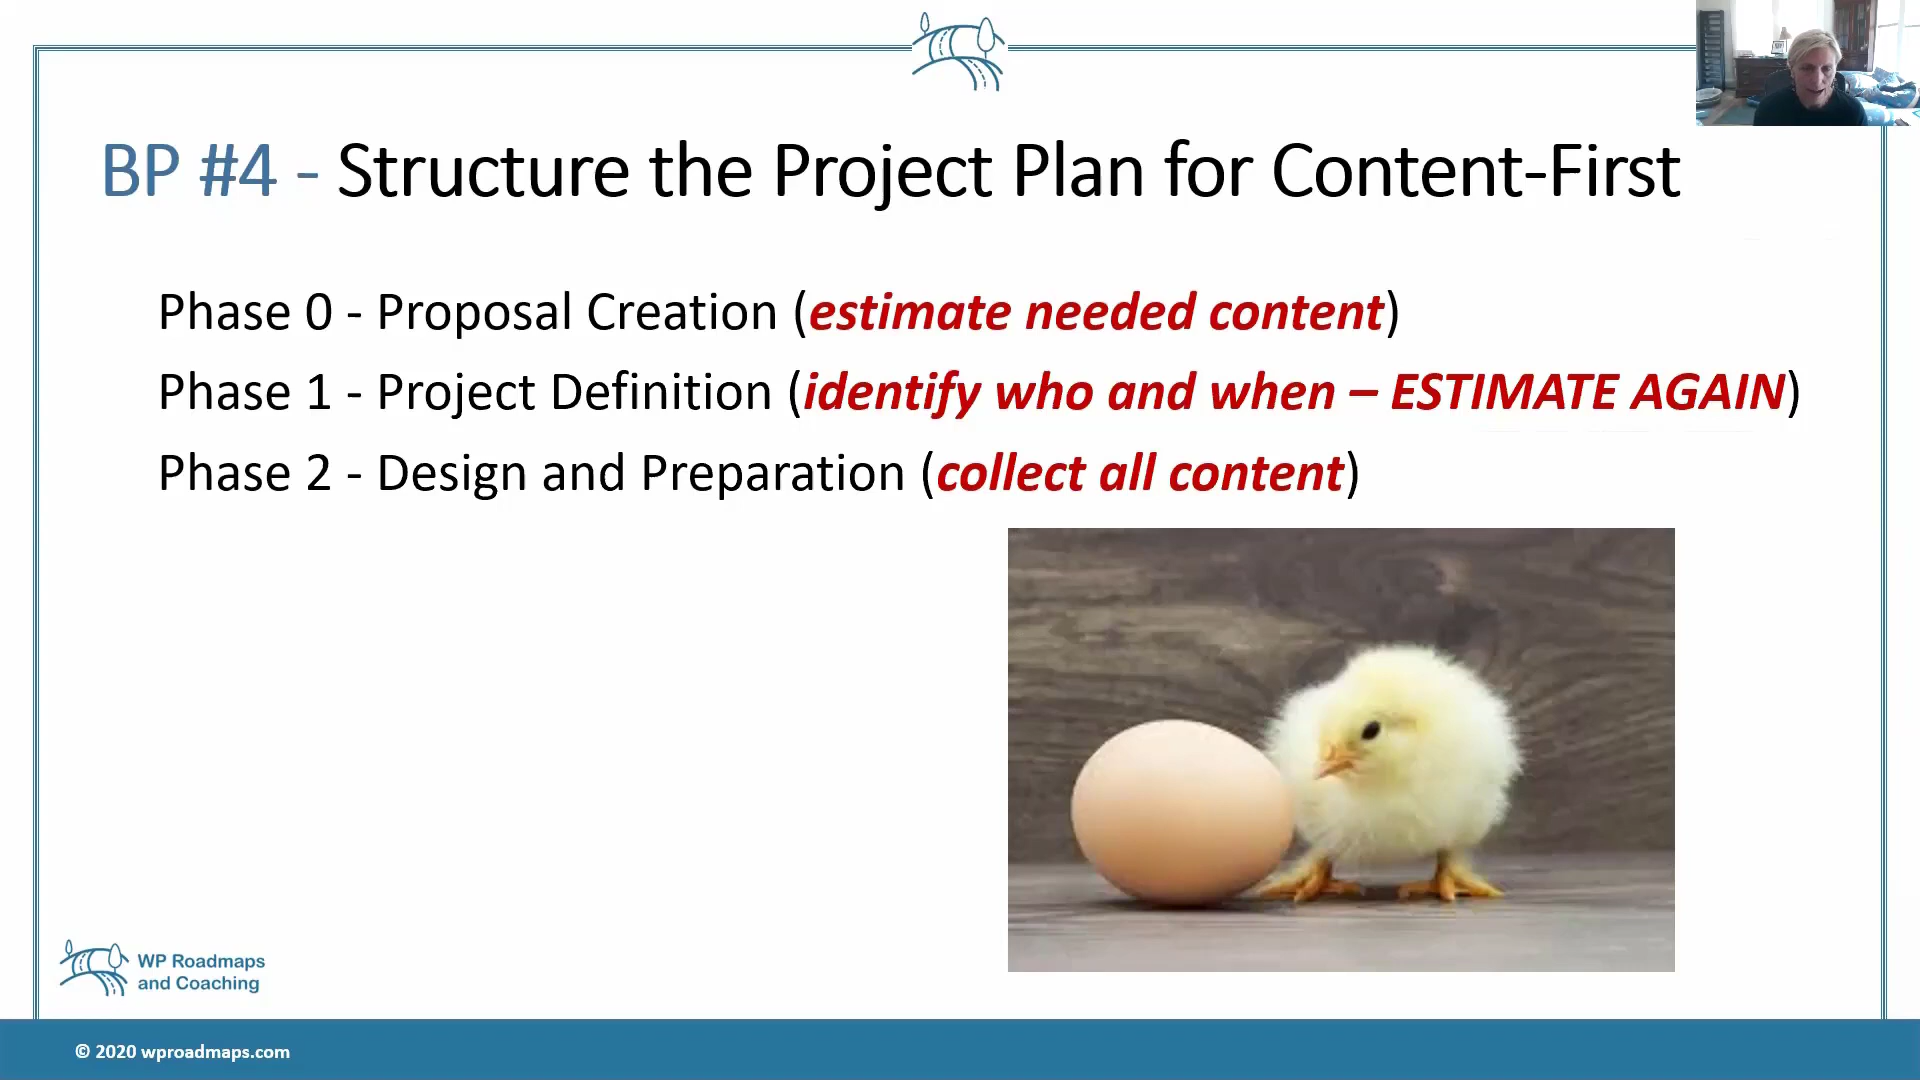 BP #4 - Structure the Project Plan for Content-First
Phase 0 - Proposal Creation (estimate needed content)
Phase 1 - Project Definition (identify who and when – ESTIMATE AGAIN)
Phase 2 - Design and Preparation (collect all content)
WP Roadmaps
and Coaching
© 2020 wproadmaps.com